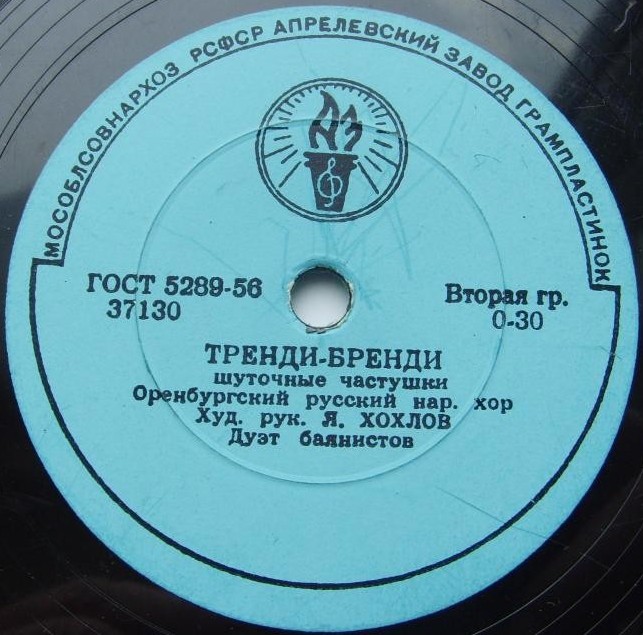 МОСОБЛСОВНАРХОЗ РСФСР АПРЕЛЕВСКИЙ ЗАВОД ГРАМПЛАСТИНОК
АЗ
ГОСТ 5289-56
37130
Вторая гр.
0-30
ТРЕНДИ-БРЕНДИ
шуточные частушки
Оренбургский русский нар. хор
Худ. рук. Я. ХОХЛОВ
Дуэт баянистов